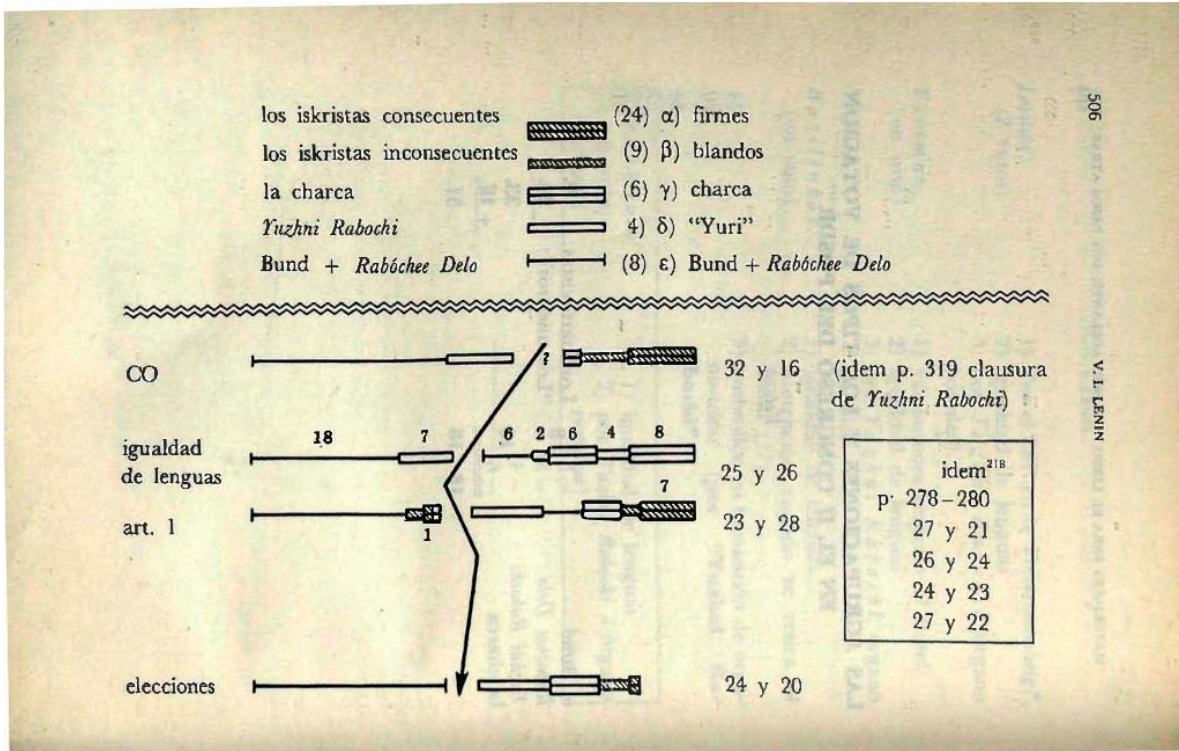 506
V. I. LENIN
los iskristas consecuentes (24) α) firmes
los iskristas inconsecuentes (9) β) blandos
la charca (6) γ) charca
Yuzhni Rabochi 4) δ) "Yuri"
Bund + Rabóchee Delo (8) ε) Bund + Rabóchee Delo
CO ? 32 y 16 (idem p. 319 clausura
de Yuzhni Rabochi)
18 7 6 2 6 4 8
igualdad
de lenguas 25 y 26
art. 1 1 7 23 y 28
idem²¹⁸
p. 278-280
27 y 21
26 y 24
24 y 23
27 y 22
elecciones 24 y 20